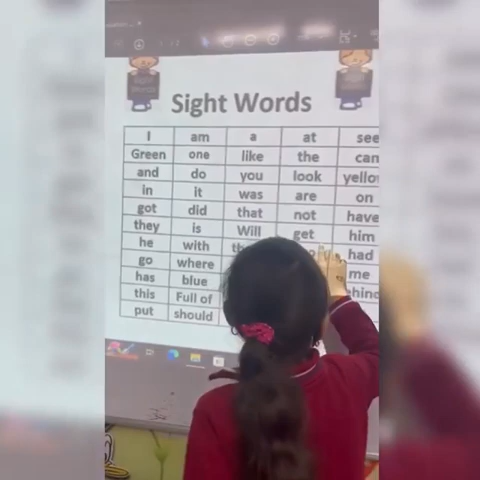 Sight Words
I am a at see
Green one like the can
and do you look
in it was are on
got did that not have
they is Will get him
he with had
go where me
has blue
this Full of
put should